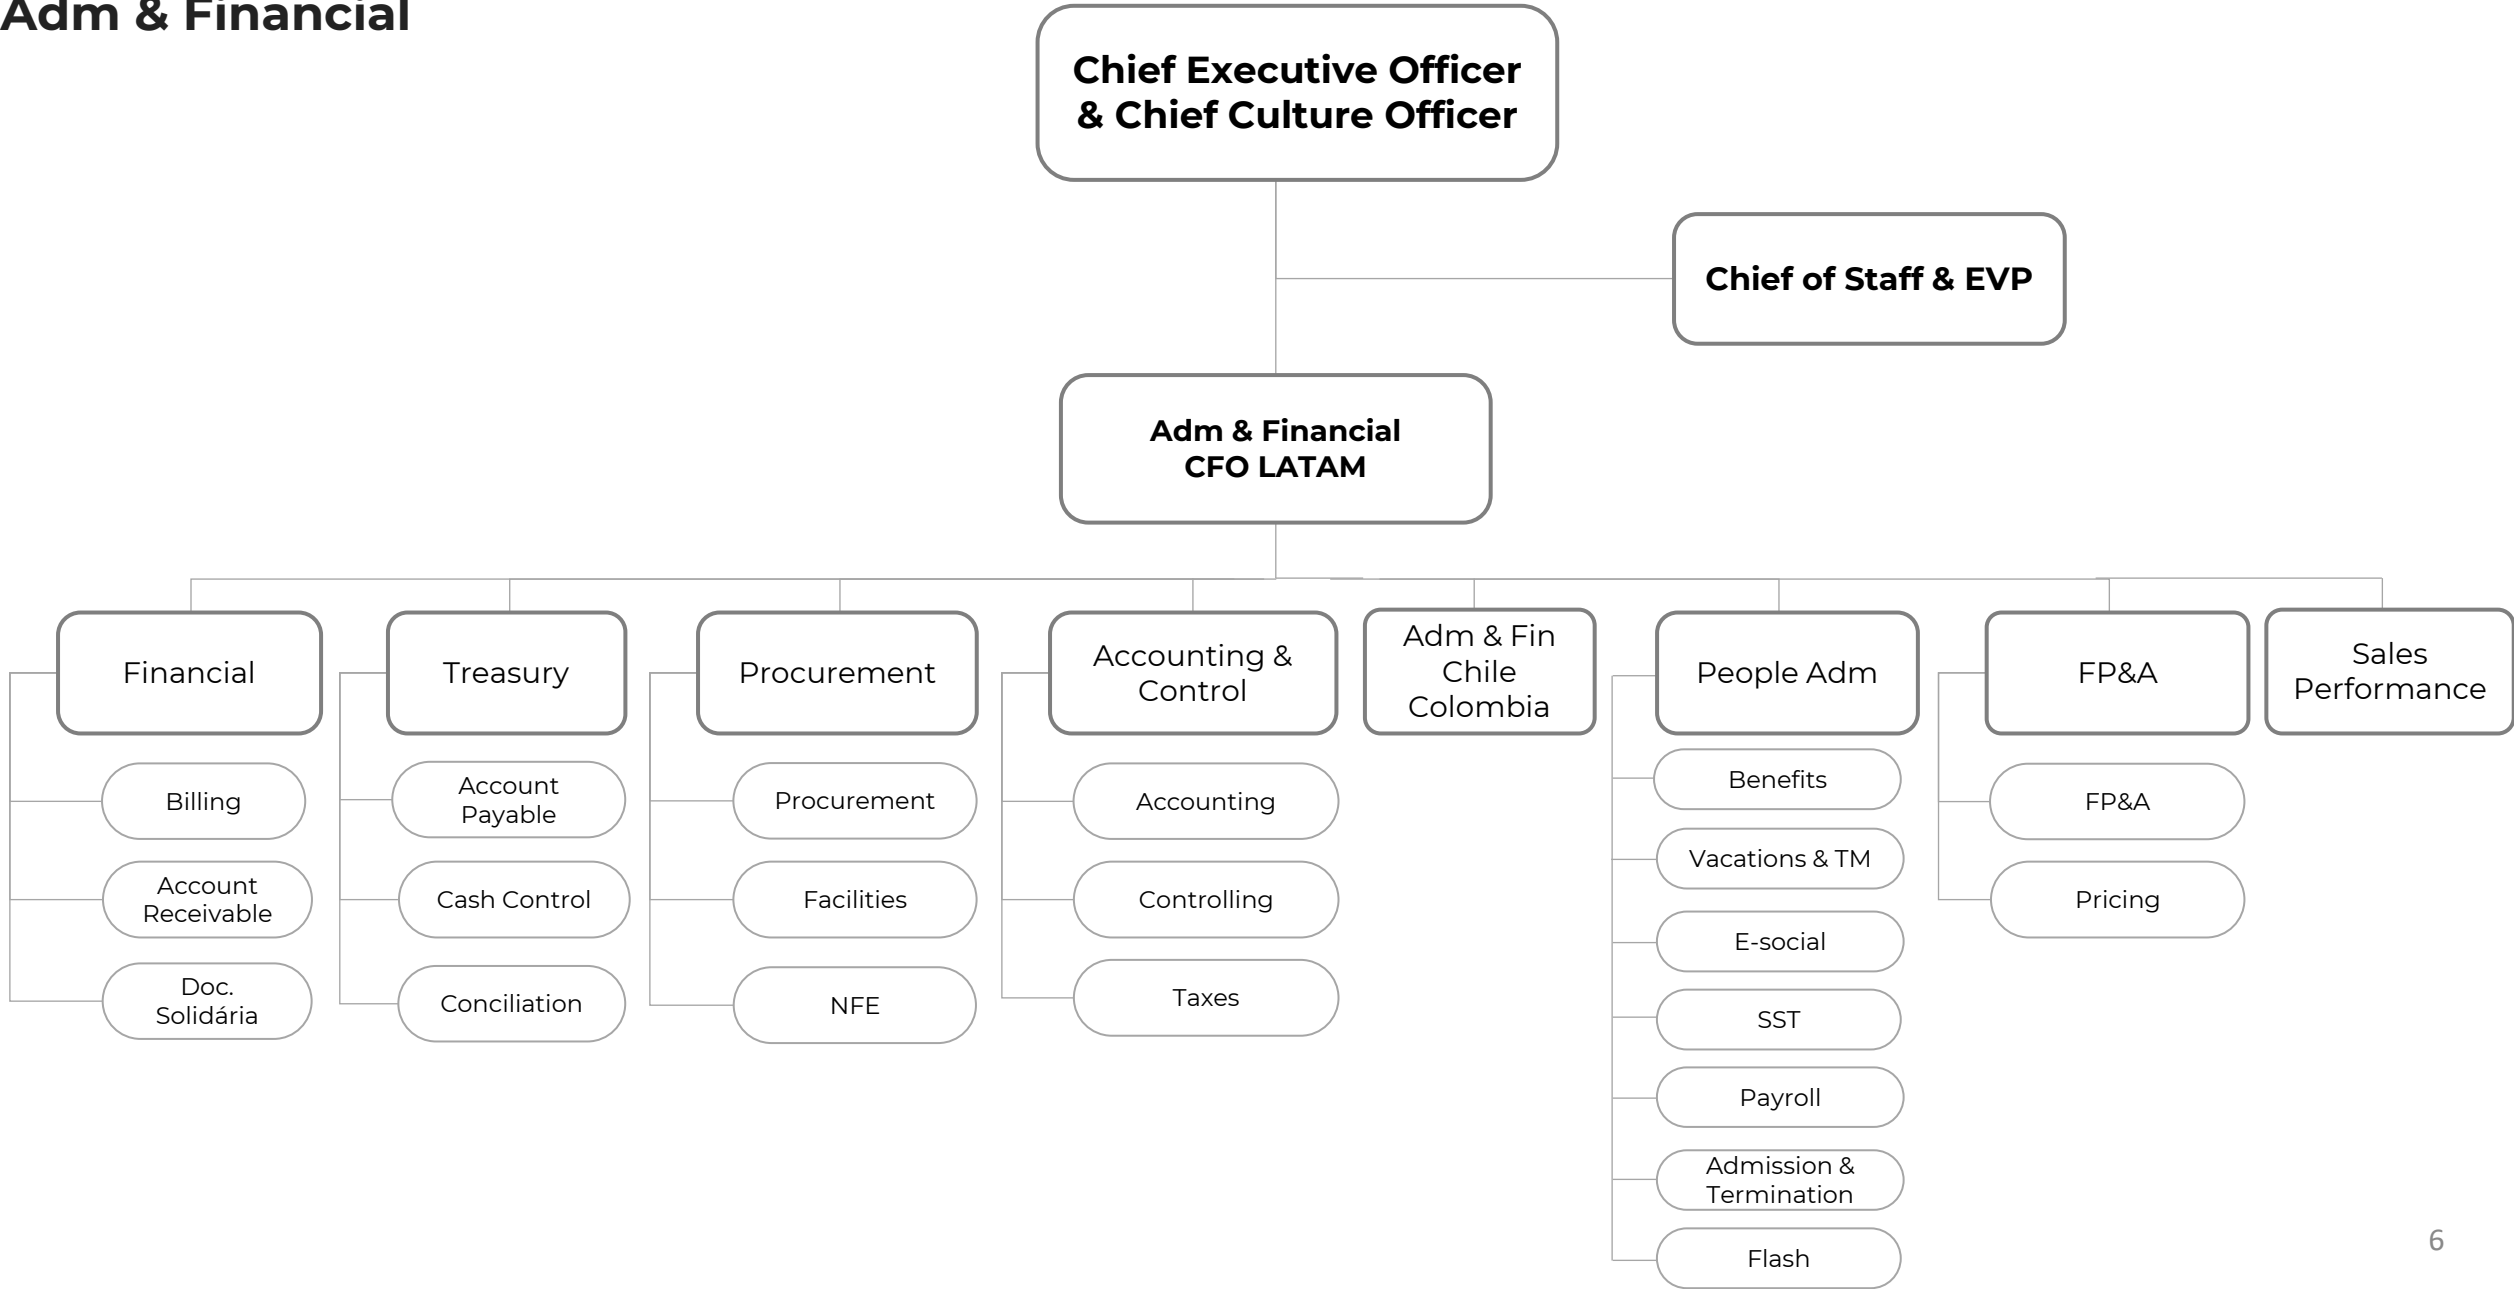 Adm & Financial
Chief Executive Officer
& Chief Culture Officer
Chief of Staff & EVP
Adm & Financial
CFO LATAM
Financial
Billing
Account
Receivable
Doc.
Solidária
Treasury
Account
Payable
Cash Control
Conciliation
Procurement
Procurement
Facilities
NFE
Accounting &
Control
Accounting
Controlling
Taxes
Adm & Fin
Chile
Colombia
People Adm
Benefits
Vacations & TM
E-social
SST
Payroll
Admission &
Termination
Flash
FP&A
FP&A
Pricing
Sales
Performance
6